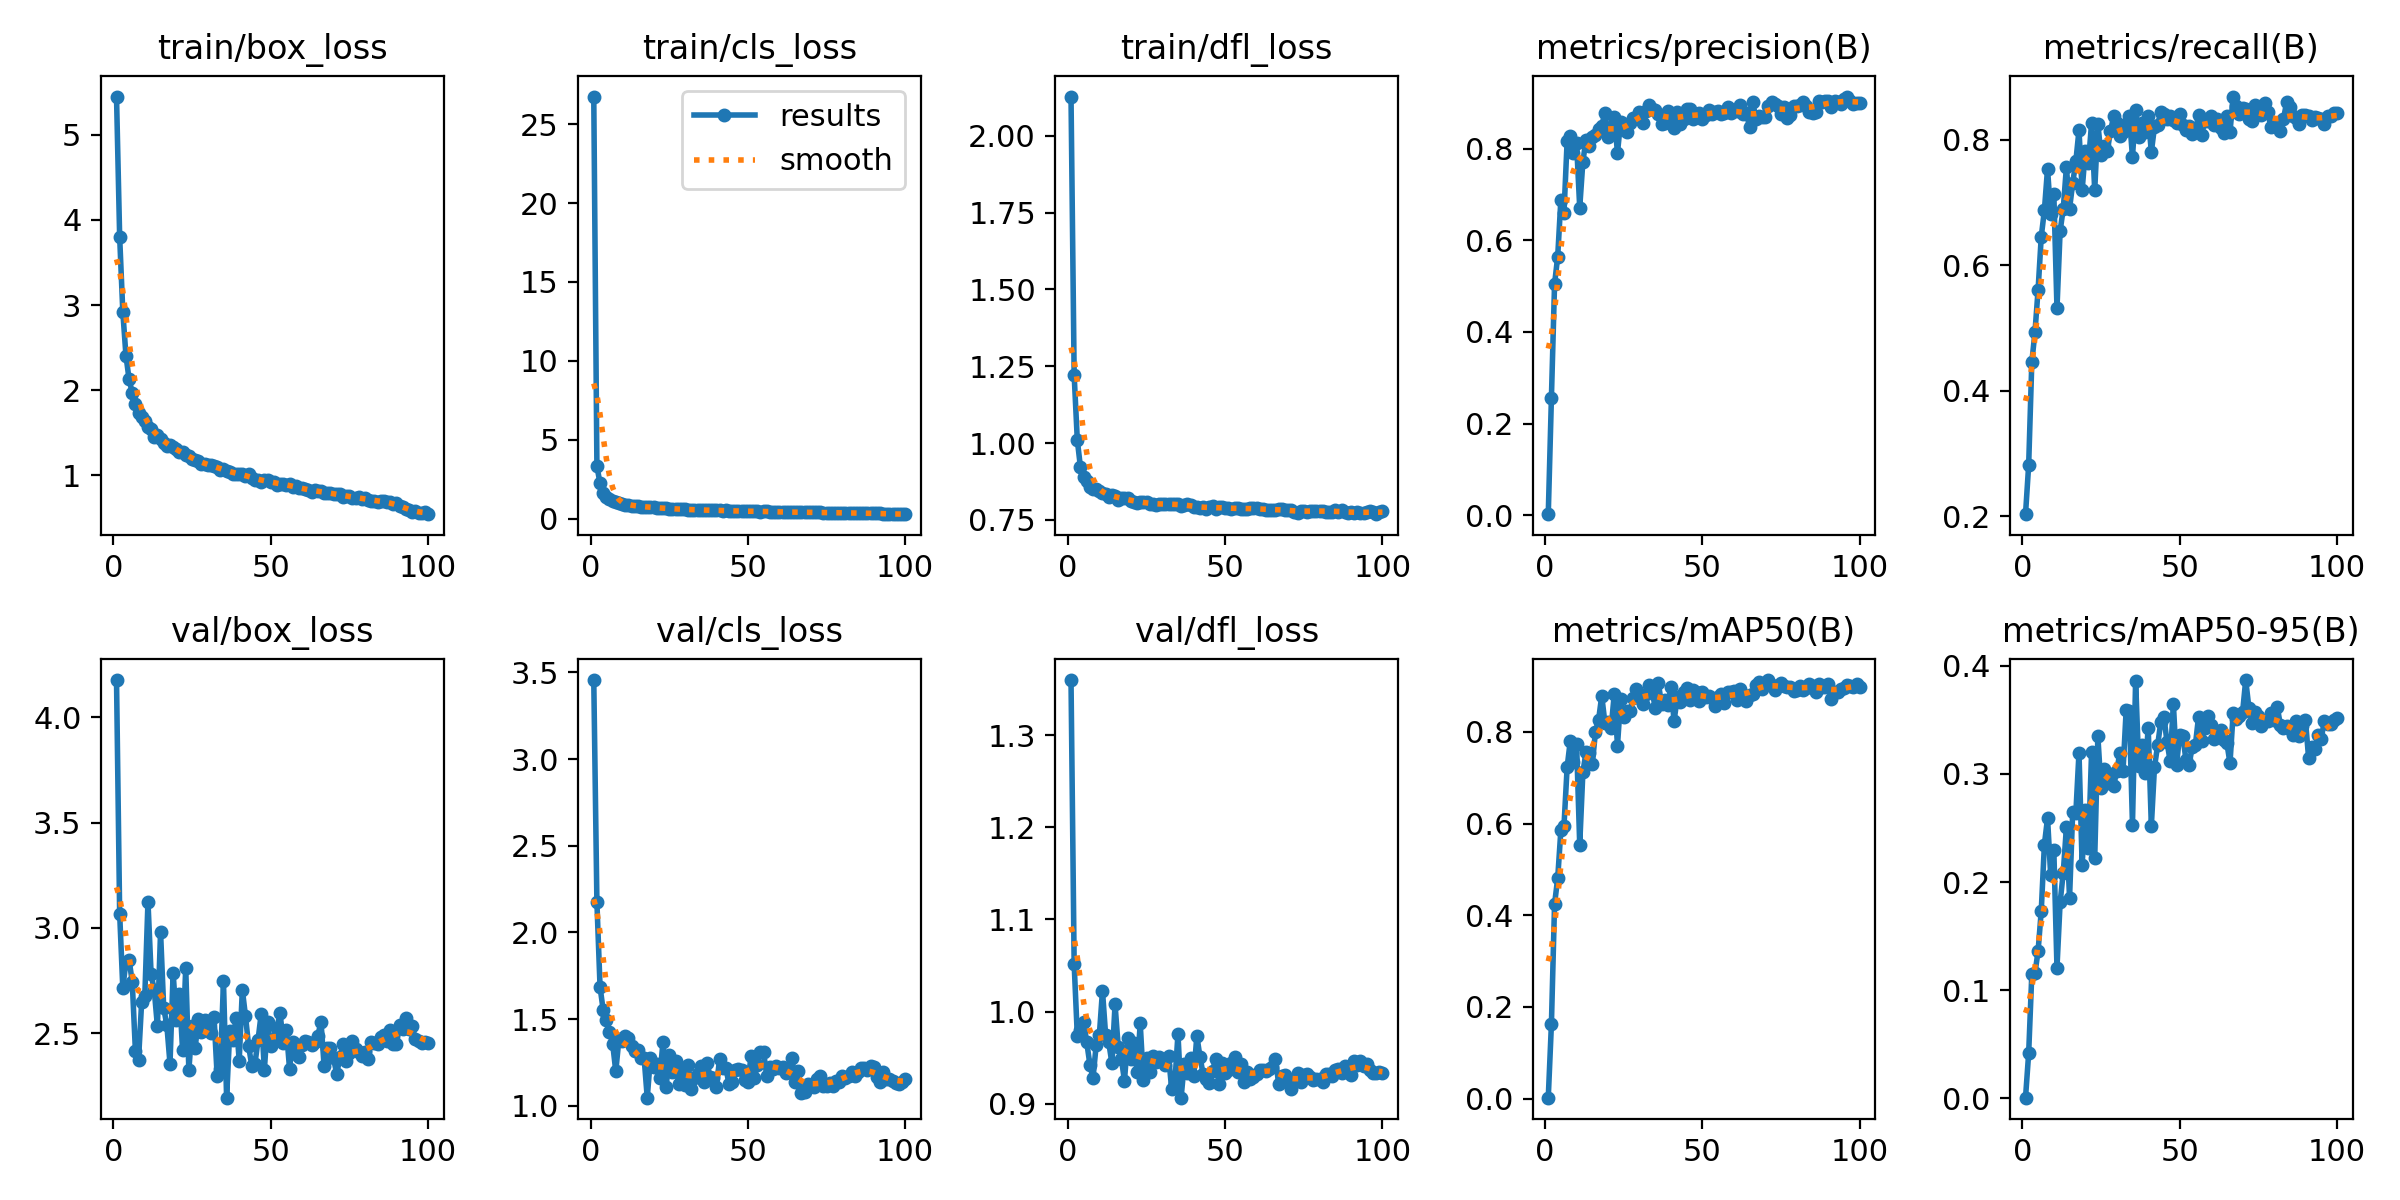 train/box_loss
5
4
3
2
1
0 50 100
train/cls_loss
results
smooth
25
20
15
10
5
0
0 50 100
train/dfl_loss
2.00
1.75
1.50
1.25
1.00
0.75
0 50 100
metrics/precision(B)
0.8
0.6
0.4
0.2
0.0
0 50 100
metrics/recall(B)
0.8
0.6
0.4
0.2
0 50 100
val/box_loss
4.0
3.5
3.0
2.5
0 50 100
val/cls_loss
3.5
3.0
2.5
2.0
1.5
1.0
0 50 100
val/dfl_loss
1.3
1.2
1.1
1.0
0.9
0 50 100
metrics/mAP50(B)
0.8
0.6
0.4
0.2
0.0
0 50 100
metrics/mAP50-95(B)
0.4
0.3
0.2
0.1
0.0
0 50 100